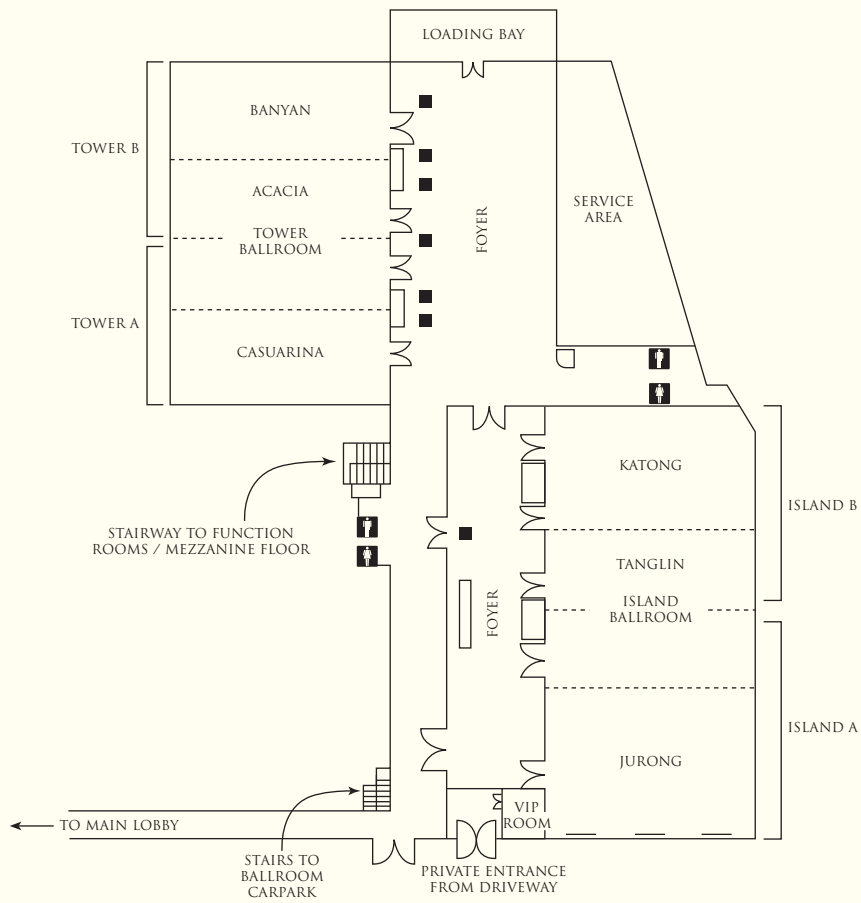 LOADING BAY
BANYAN
TOWER B
ACACIA
SERVICE
AREA
FOYER
TOWER
BALLROOM
TOWER A
CASUARINA
KATONG
ISLAND B
STAIRWAY TO FUNCTION
ROOMS / MEZZANINE FLOOR
TANGLIN
ISLAND
BALLROOM
FOYER
ISLAND A
JURONG
VIP
ROOM
TO MAIN LOBBY
STAIRS TO
BALLROOM
CARPARK
PRIVATE ENTRANCE
FROM DRIVEWAY